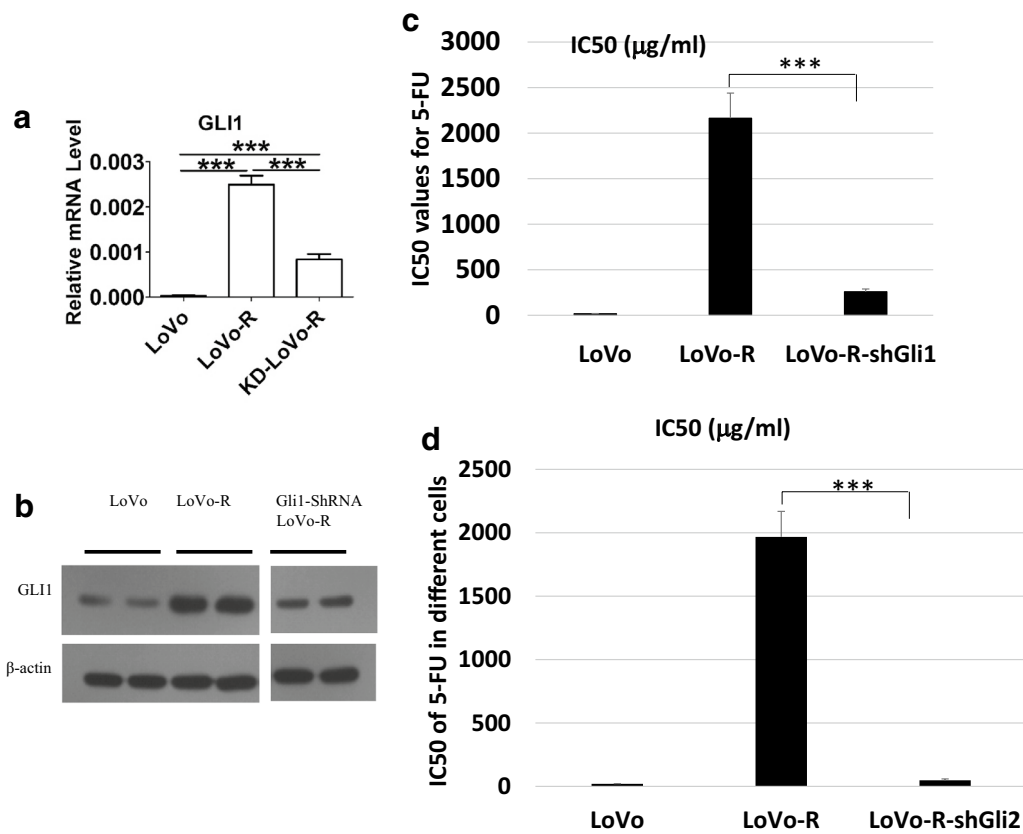 a
GLI1
***
*** ***
Relative mRNA Level
0.003
0.002
0.001
0.000
LoVo
LoVo-R
KD-LoVo-R
b
LoVo
LoVo-R
Gli1-ShRNA
LoVo-R
GLI1
β-actin
c
IC50 (μg/ml)
***
IC50 values for 5-FU
3000
2500
2000
1500
1000
500
0
LoVo
LoVo-R
LoVo-R-shGli1
d
IC50 (μg/ml)
***
IC50 of 5-FU in different cells
2500
2000
1500
1000
500
0
LoVo
LoVo-R
LoVo-R-shGli2